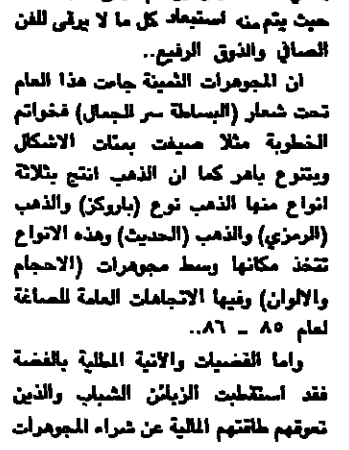 حيث يتم منه استبعاد كل ما لا يرقى للفن
الصافي والذوق الرفيع..
ان المجوهرات الثمينة جاءت هذا العام
تحت شعار (البساطة سر الجمال) فخواتم
الخطوبة مثلا صيغت بمئات الاشكال
وبتنوع باهر كما ان الذهب انتج بثلاثة
انواع منها الذهب نوع (باروكز) والذهب
(الرمزي) والذهب (الحديث) وهذه الانواع
تتخذ مكانها وسط مجوهرات (الاحجام
والالوان) وفيها الاتجاهات العامة للصاغة
لعام ٨٥ _ ٨٦..
واما الفضيات والآنية المطلية بالفضة
فقد استقطبت الزبائن الشباب والذين
تعوقهم طاقتهم المالية عن شراء المجوهرات